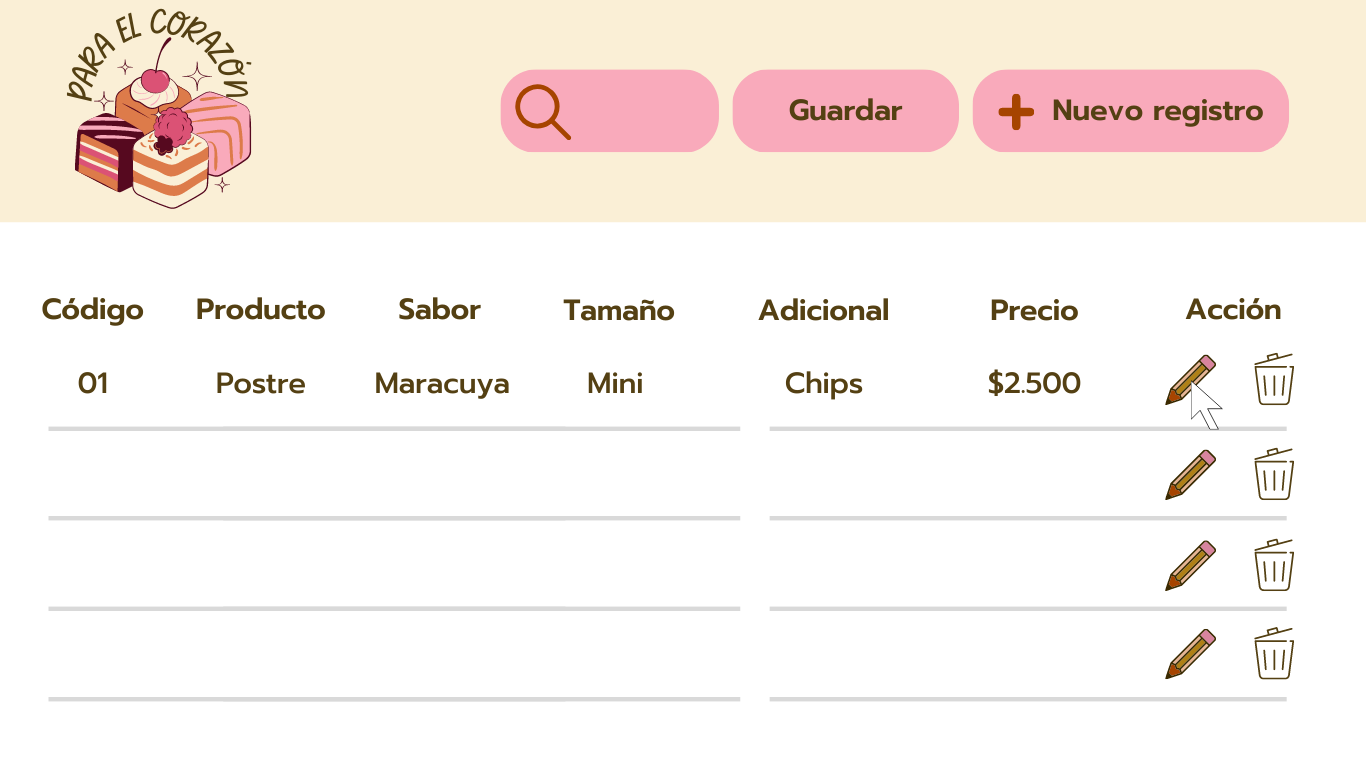 PARA EL CORAZÓN
Guardar
Nuevo registro
Código Producto Sabor Tamaño Adicional Precio Acción
01 Postre Maracuya Mini Chips $2.500